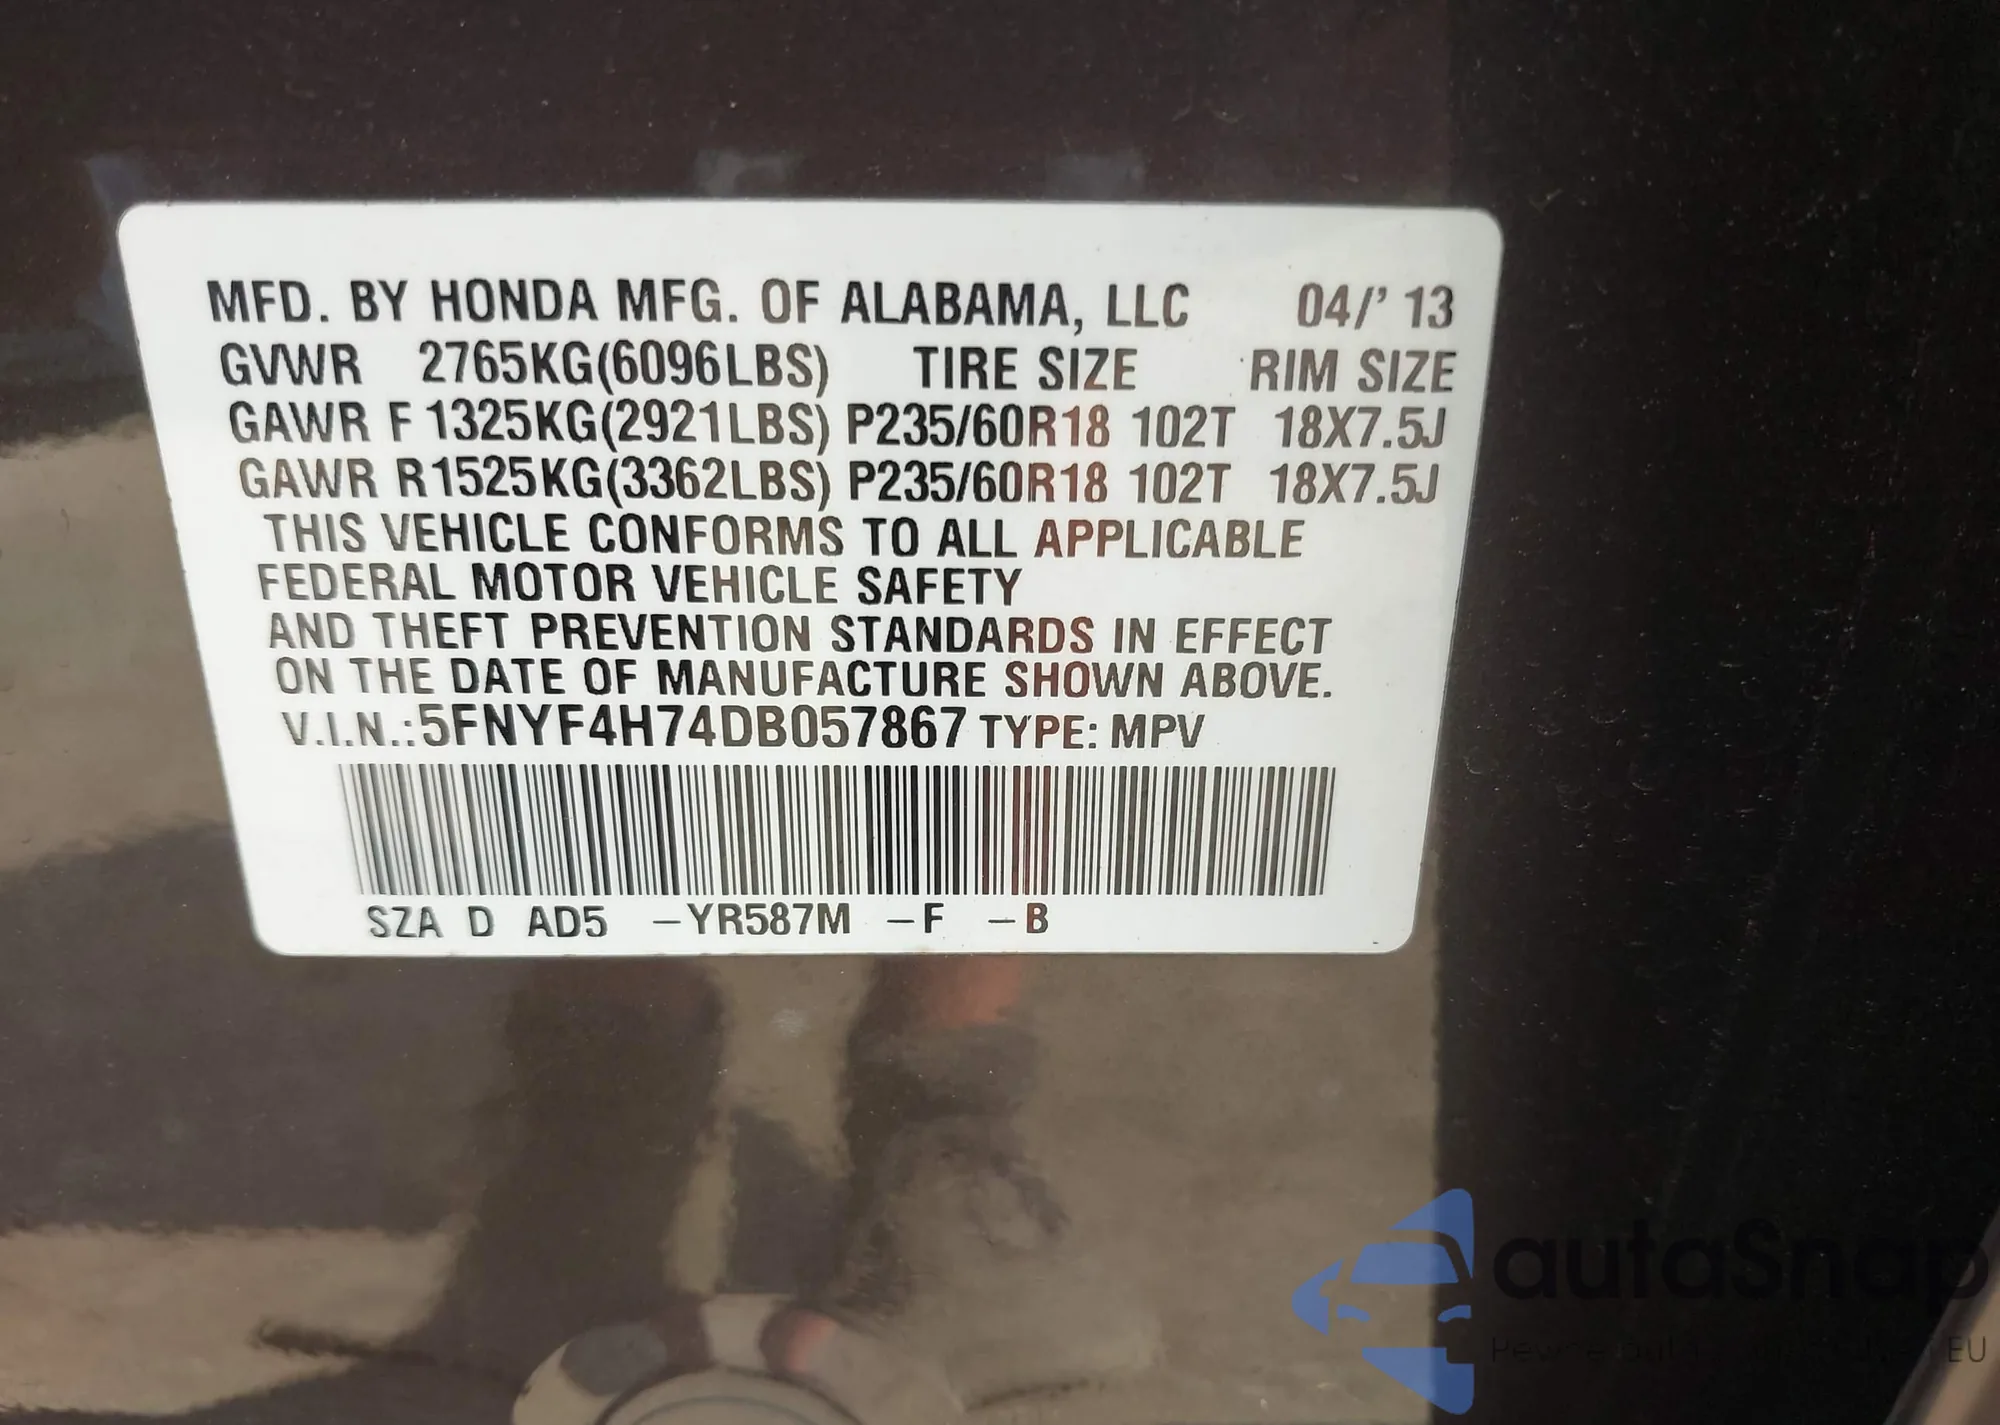 MFD. BY HONDA MFG. OF ALABAMA, LLC 04/' 13
GVWR 2765KG(6096LBS) TIRE SIZE RIM SIZE
GAWR F 1325KG(2921LBS) P235/60R18 102T 18X7.5J
GAWR R1525KG(3362LBS) P235/60R18 102T 18X7.5J
THIS VEHICLE CONFORMS TO ALL APPLICABLE
FEDERAL MOTOR VEHICLE SAFETY
AND THEFT PREVENTION STANDARDS IN EFFECT
ON THE DATE OF MANUFACTURE SHOWN ABOVE.
V.I.N.:5FNYF4H74DB057867 TYPE: MPV
SZA D AD5 –YR587M –F –B
autaSnap
EU